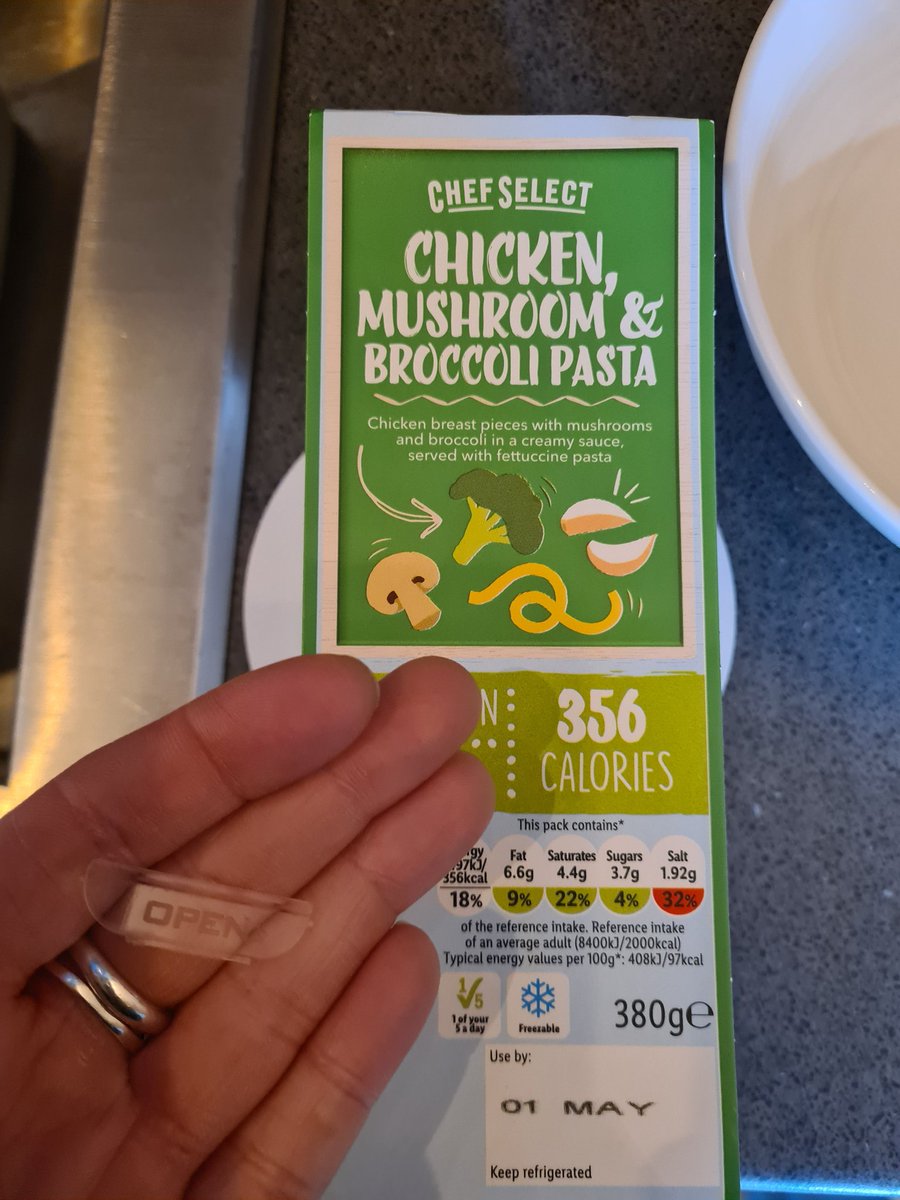 CHEF SELECT
CHICKEN,
MUSHROOM &
BROCCOLI PASTA
Chicken breast pieces with mushrooms
and broccoli in a creamy sauce,
served with fettuccine pasta
356
CALORIES
This pack contains*
Fat Saturates Sugars Salt
356kcal 6.6g 4.4g 3.7g 1.92g
18% 9% 22% 4% 32%
of the reference intake. Reference intake
of an average adult (8400kJ/2000kcal)
Typical energy values per 100g*: 408kJ/97kcal
1/5
1 of your
5 a day
Freezable
380g℮
Use by:
01 MAY
Keep refrigerated
OPEN